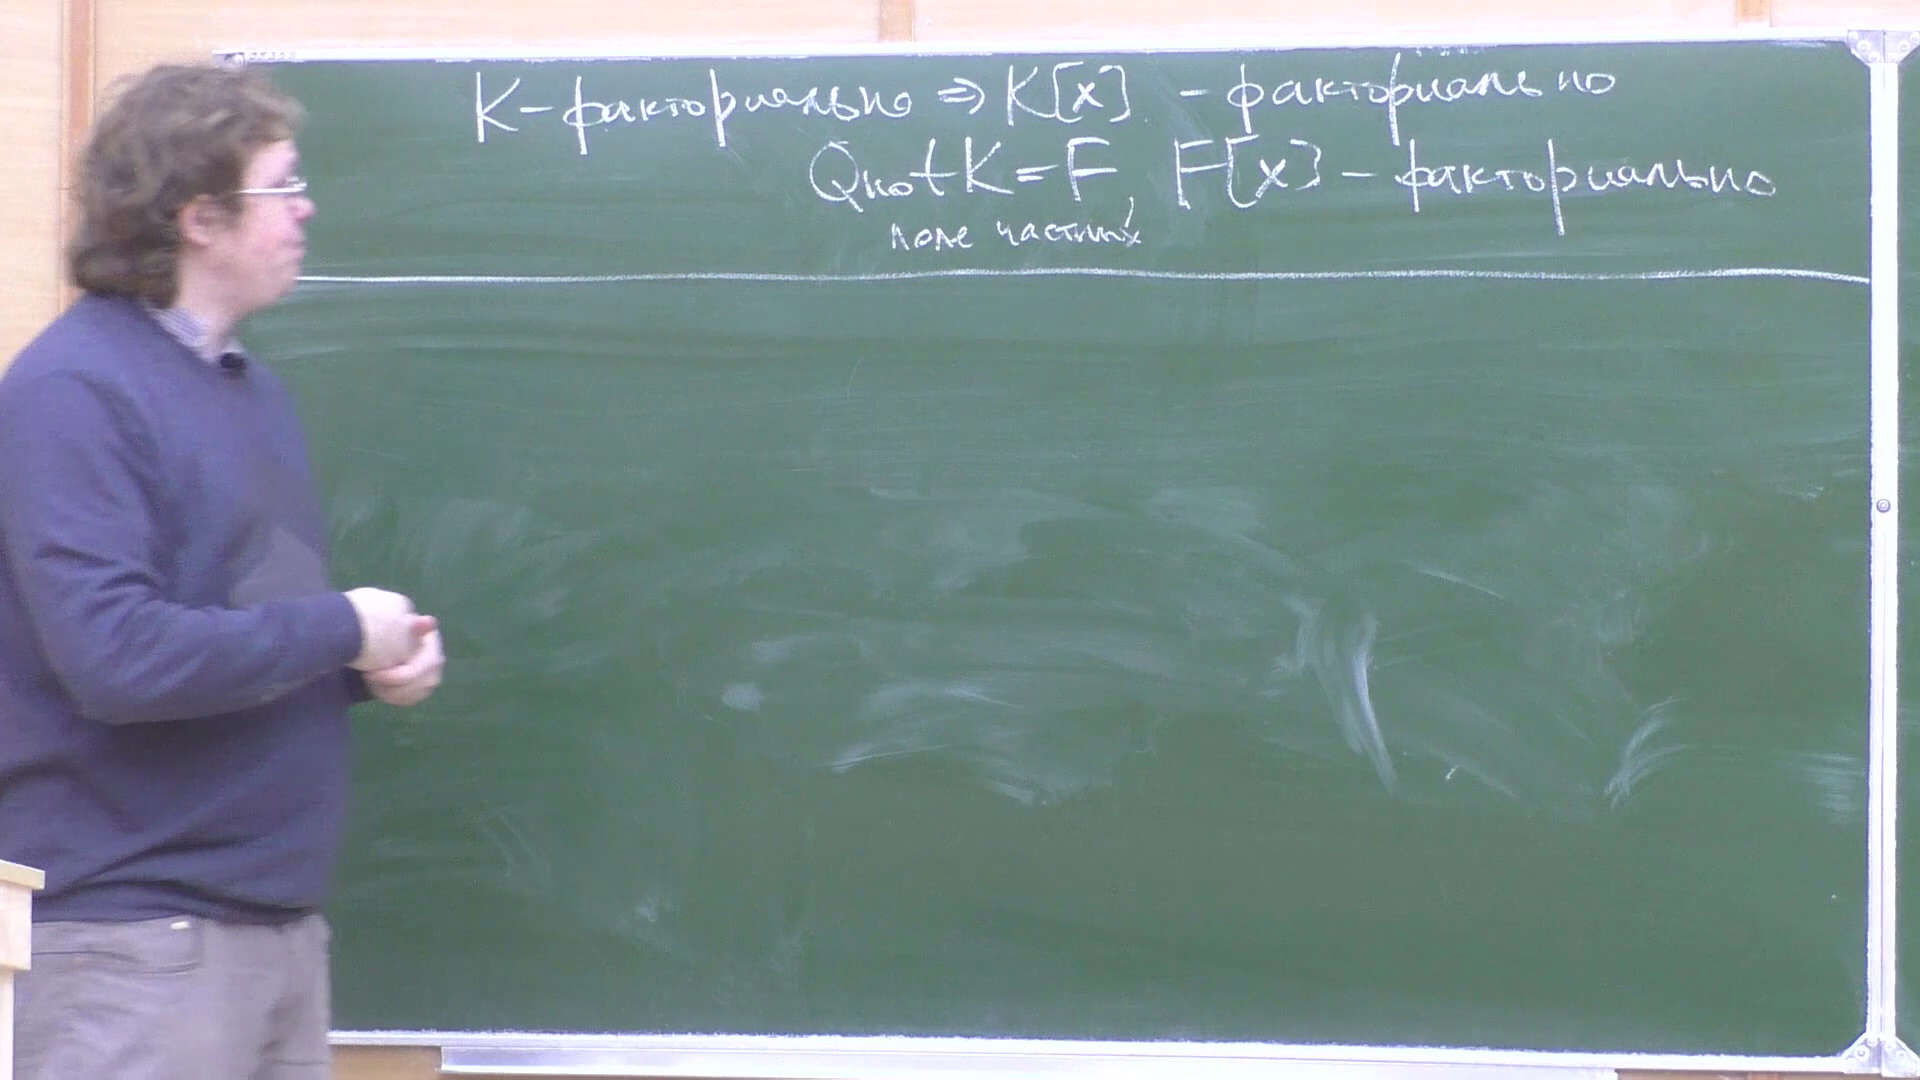 K - факториально ⇒ K[x] - факториально
Quot K = F, F[x] - факториально
поле частных